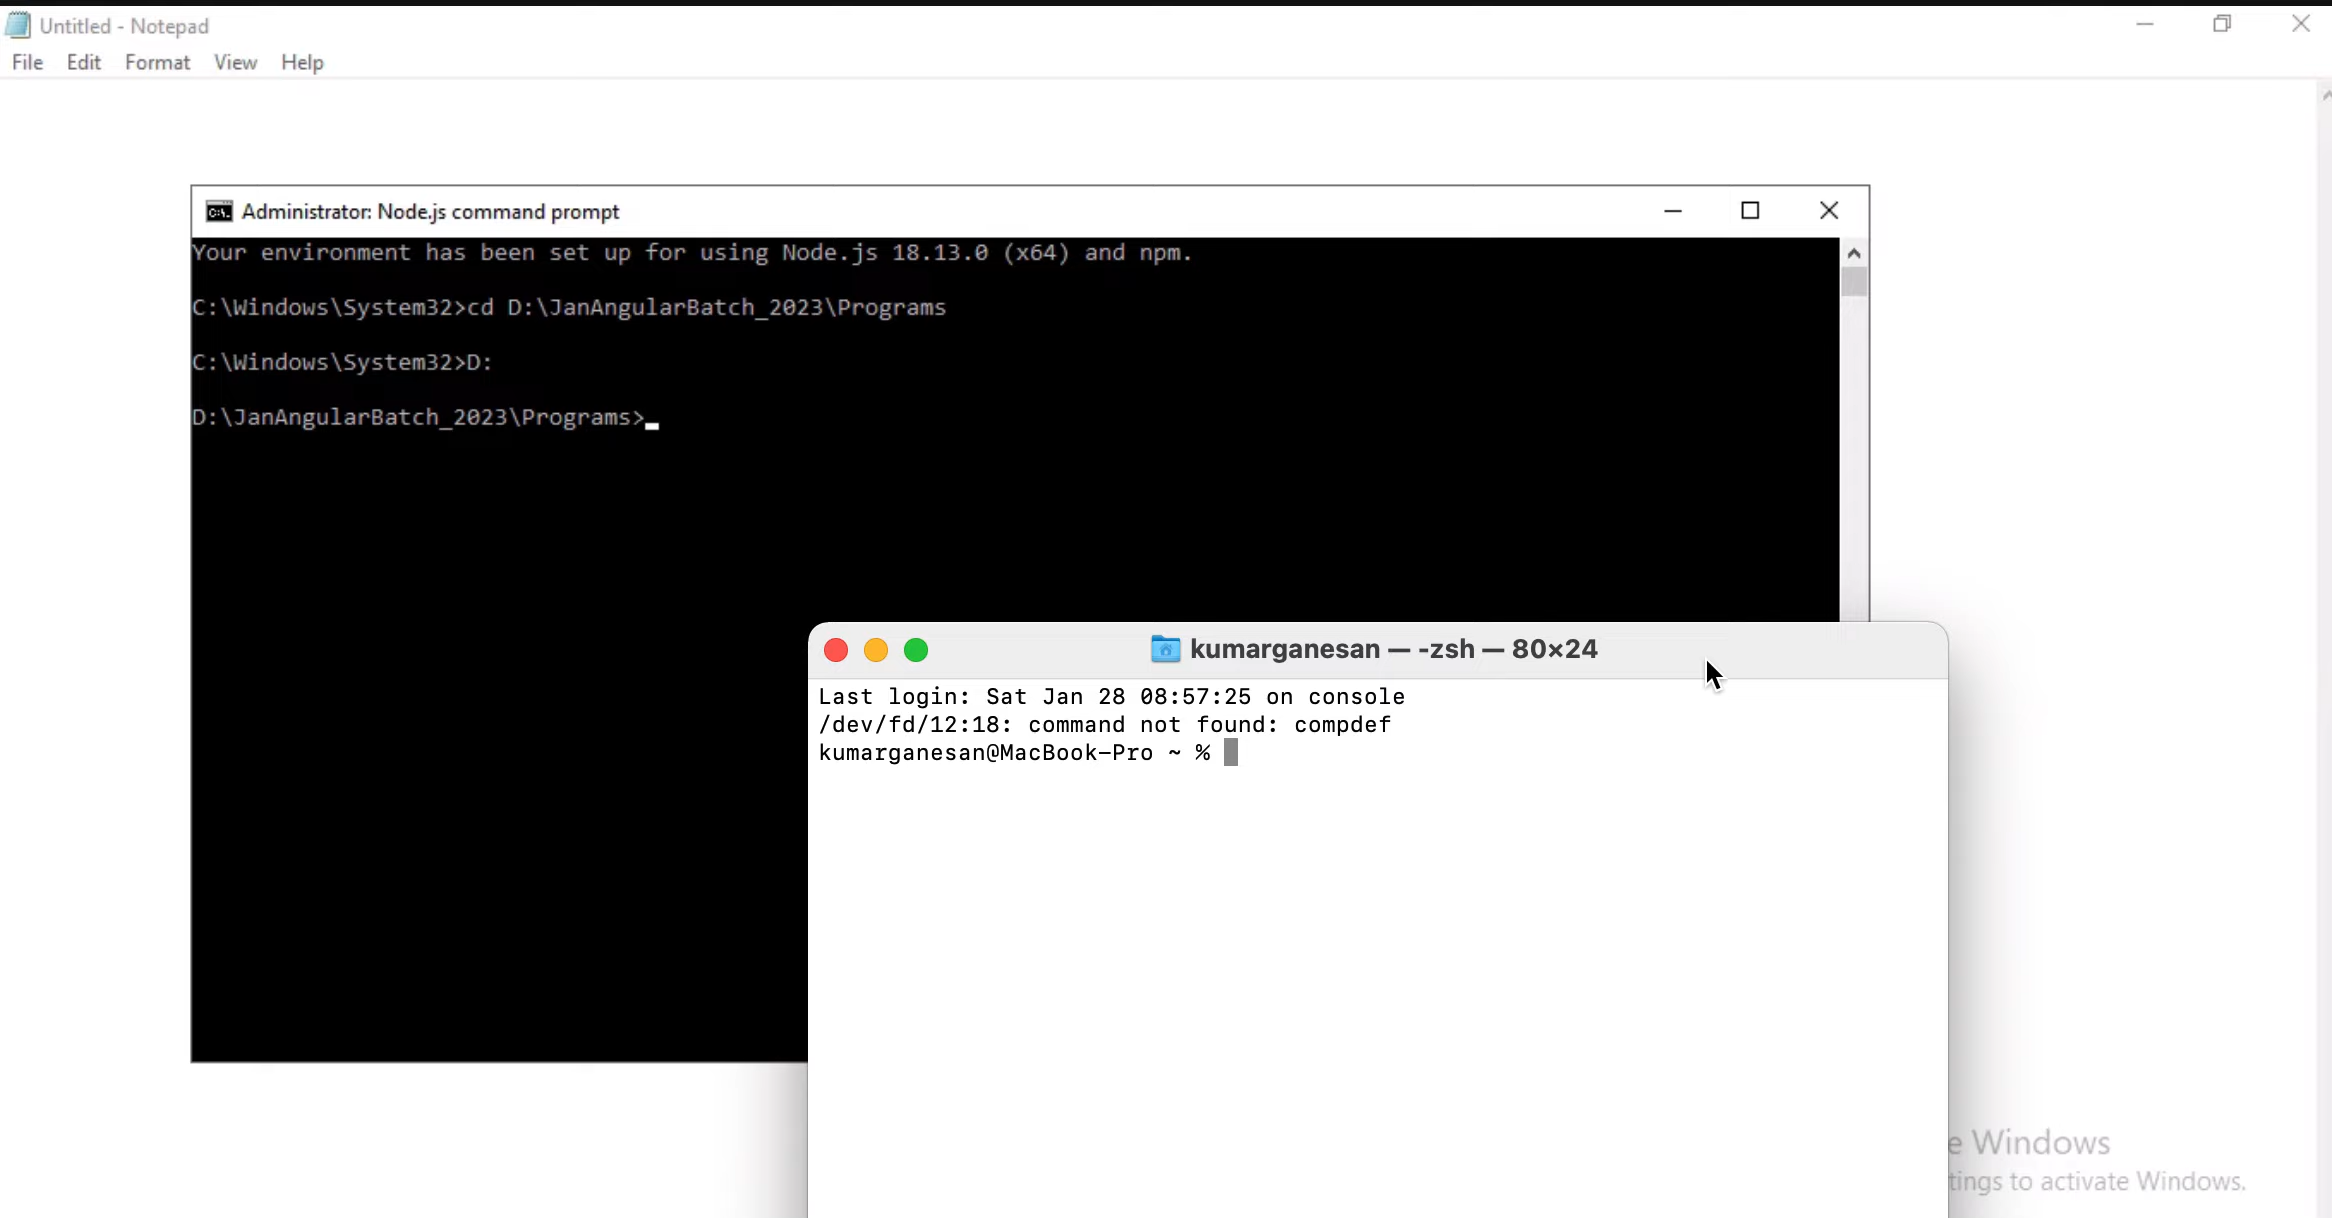 Untitled - Notepad
File Edit Format View Help
Administrator: Node.js command prompt
Your environment has been set up for using Node.js 18.13.0 (x64) and npm.
C:\Windows\System32>cd D:\JanAngularBatch_2023\Programs
C:\Windows\System32>D:
D:\JanAngularBatch_2023\Programs>
kumarganesan — -zsh — 80×24
Last login: Sat Jan 28 08:57:25 on console
/dev/fd/12:18: command not found: compdef
kumarganesan@MacBook-Pro ~ %
e Windows
tings to activate Windows.